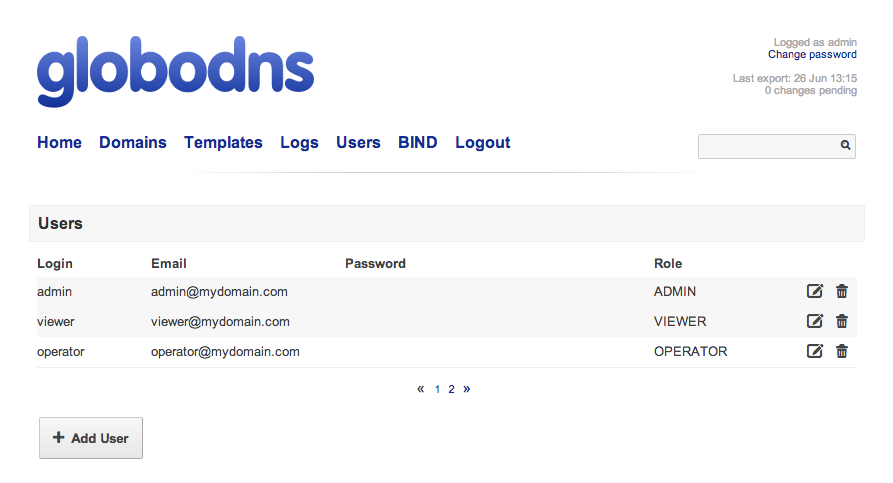 globodns
Logged as admin
Change password
Last export: 26 Jun 13:15
0 changes pending
Home Domains Templates Logs Users BIND Logout
Users
Login Email Password Role
admin admin@mydomain.com ADMIN
viewer viewer@mydomain.com VIEWER
operator operator@mydomain.com OPERATOR
« 1 2 »
+ Add User